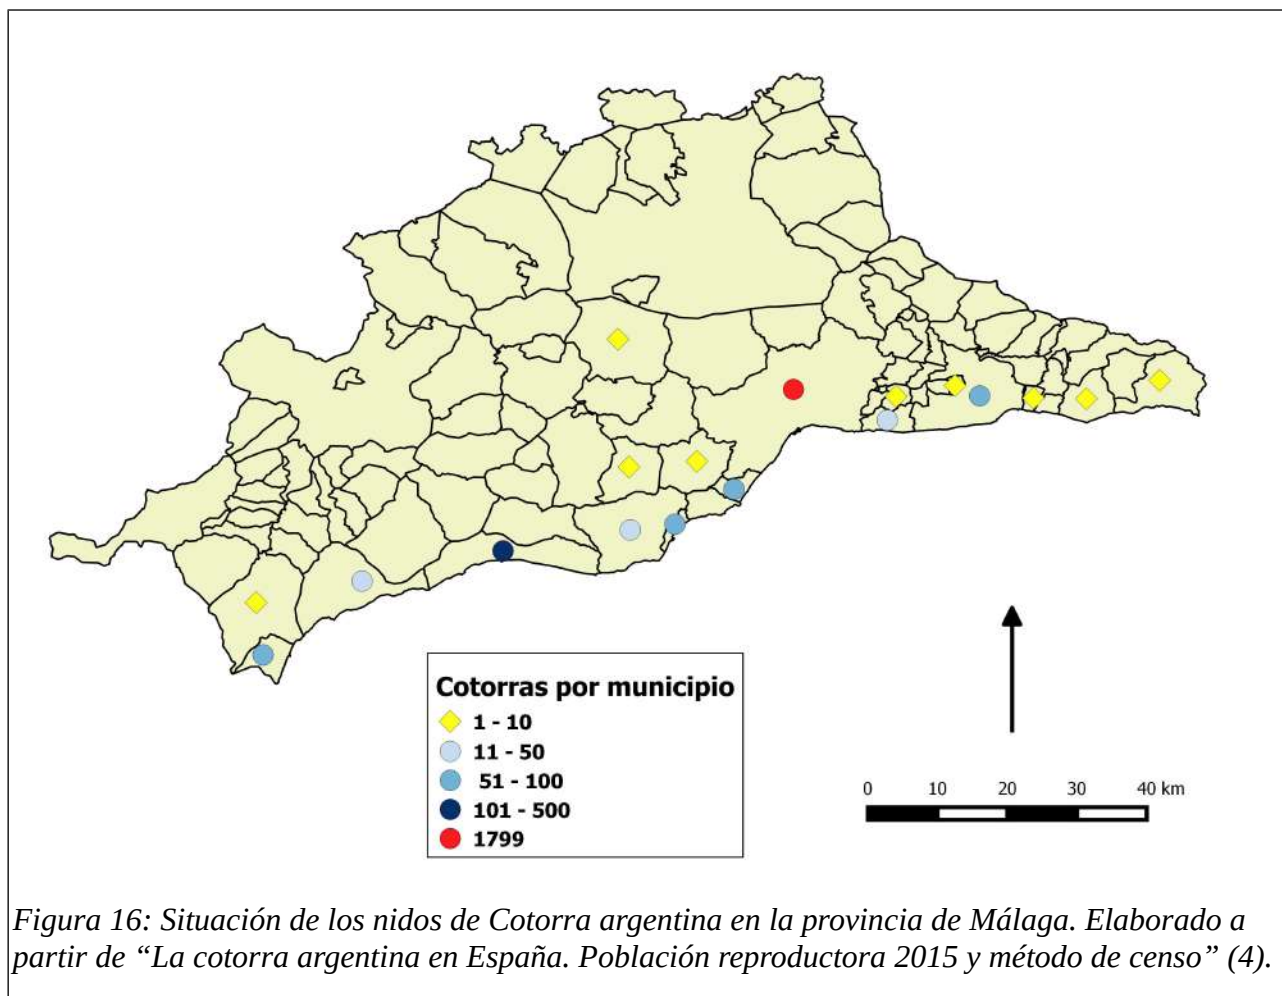 Cotorras por municipio
1 - 10
11 - 50
51 - 100
101 - 500
1799
0 10 20 30 40 km
Figura 16: Situación de los nidos de Cotorra argentina en la provincia de Málaga. Elaborado a
partir de “La cotorra argentina en España. Población reproductora 2015 y método de censo” (4).